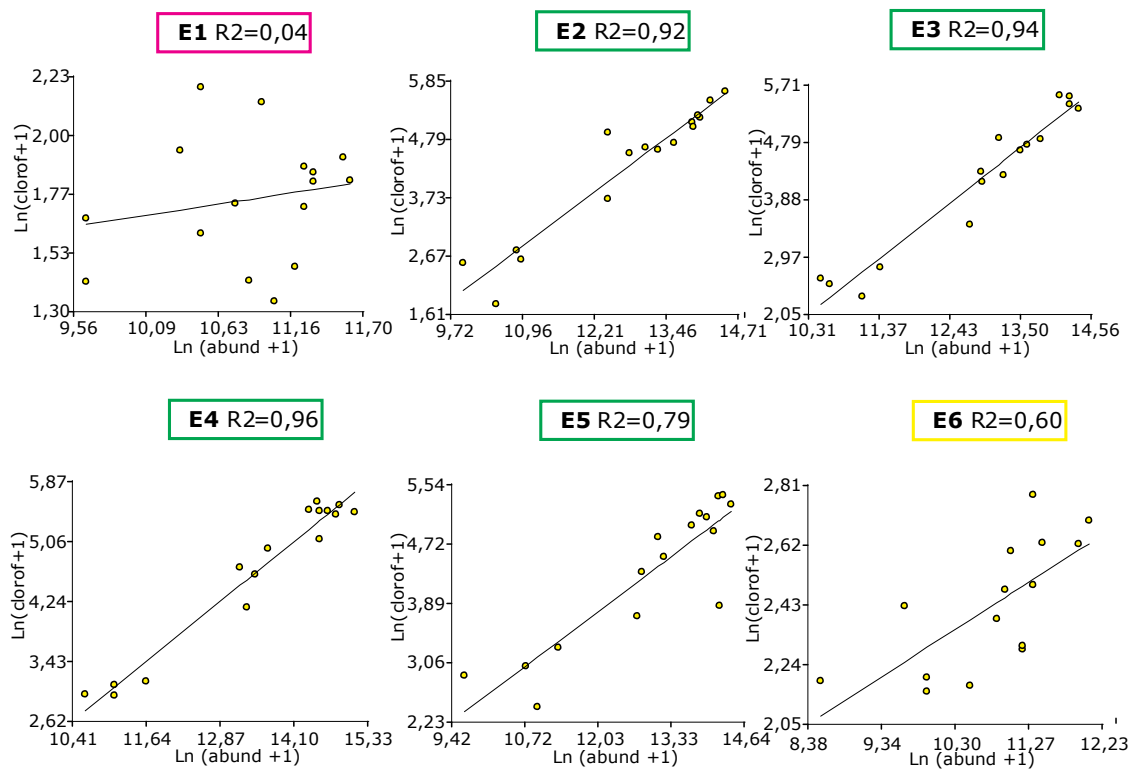 E1 R2=0,04
E2 R2=0,92
E3 R2=0,94
Ln(clorof+1)
2,23
2,00
1,77
1,53
1,30
9,56 10,09 10,63 11,16 11,70
Ln (abund +1)
Ln(clorof+1)
5,85
4,79
3,73
2,67
1,61
9,72 10,96 12,21 13,46 14,71
Ln (abund +1)
Ln(clorof+1)
5,71
4,79
3,88
2,97
2,05
10,31 11,37 12,43 13,50 14,56
Ln (abund +1)
E4 R2=0,96
E5 R2=0,79
E6 R2=0,60
Ln(clorof+1)
5,87
5,06
4,24
3,43
2,62
10,41 11,64 12,87 14,10 15,33
Ln (abund +1)
Ln(clorof+1)
5,54
4,72
3,89
3,06
2,23
9,42 10,72 12,03 13,33 14,64
Ln (abund +1)
Ln(clorof+1)
2,81
2,62
2,43
2,24
2,05
8,38 9,34 10,30 11,27 12,23
Ln (abund +1)